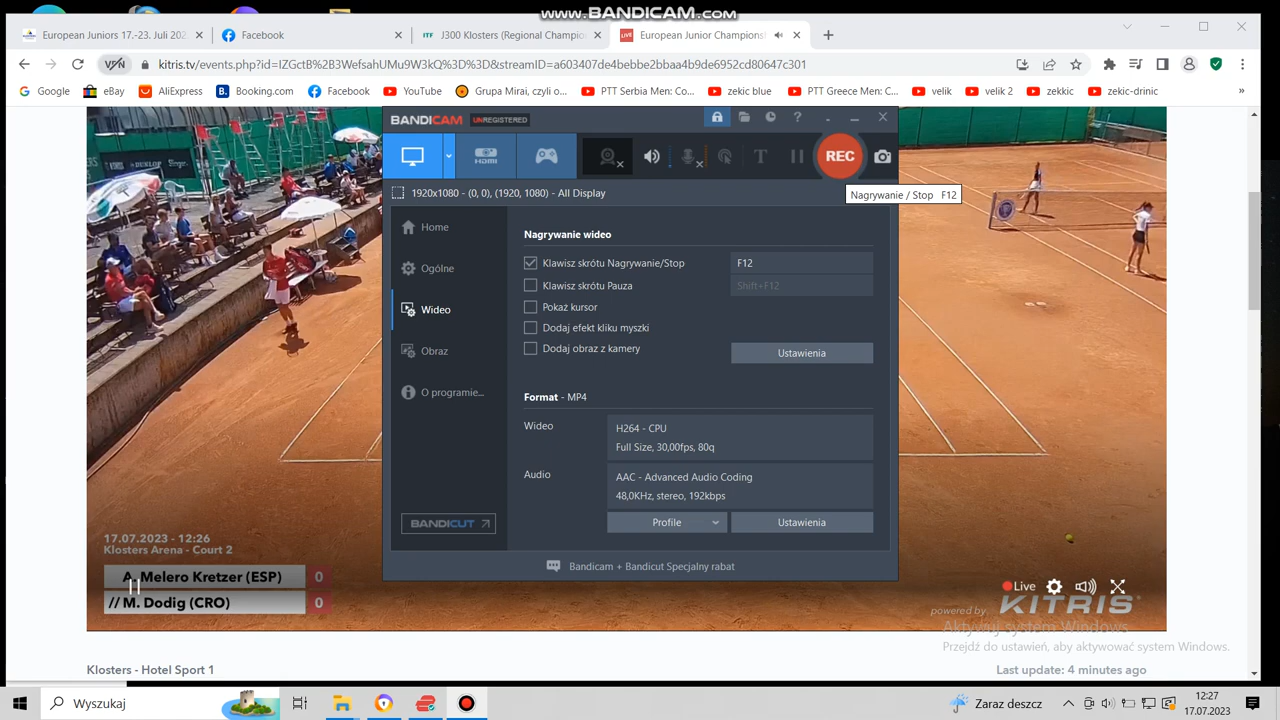 www.BANDICAM.com
European Juniors 17.-23. Juli 202
Facebook
ITF
J300 Klosters (Regional Champio
LIVE
European Junior Champions
VPN
kitris.tv/events.php?id=IZGctB%2B3WefsahUMu9W3kQ%3D%3D&streamID=a603407de4bebbe2bbaa4b9de6952cd80647c301
Google
eBay
AliExpress
Booking.com
Facebook
YouTube
Grupa Mirai, czyli o...
PTT Serbia Men: Co...
zekic blue
PTT Greece Men: C...
velik
velik 2
zekkic
zekic-drinic
BANDICAM
UNREGISTERED
HDMI
REC
1920x1080 - (0, 0), (1920, 1080) - All Display
Nagrywanie / Stop F12
Home
Ogólne
Wideo
Obraz
O programie...
BANDICUT
Nagrywanie wideo
Klawisz skrótu Nagrywanie/Stop
F12
Klawisz skrótu Pauza
Shift+F12
Pokaż kursor
Dodaj efekt kliku myszki
Dodaj obraz z kamery
Ustawienia
Format - MP4
Wideo
H264 - CPU
Full Size, 30,00fps, 80q
Audio
AAC - Advanced Audio Coding
48,0KHz, stereo, 192kbps
Profile
Ustawienia
Bandicam + Bandicut Specjalny rabat
DUNLOP
17.07.2023 - 12:26
Klosters Arena - Court 2
A. Melero Kretzer (ESP) 0
// M. Dodig (CRO) 0
Live
powered by KITRIS
Aktywuj system Windows
Przejdź do ustawień, aby aktywować system Windows.
Klosters - Hotel Sport 1
Last update: 4 minutes ago
Wyszukaj
Zaraz deszcz
12:27
17.07.2023